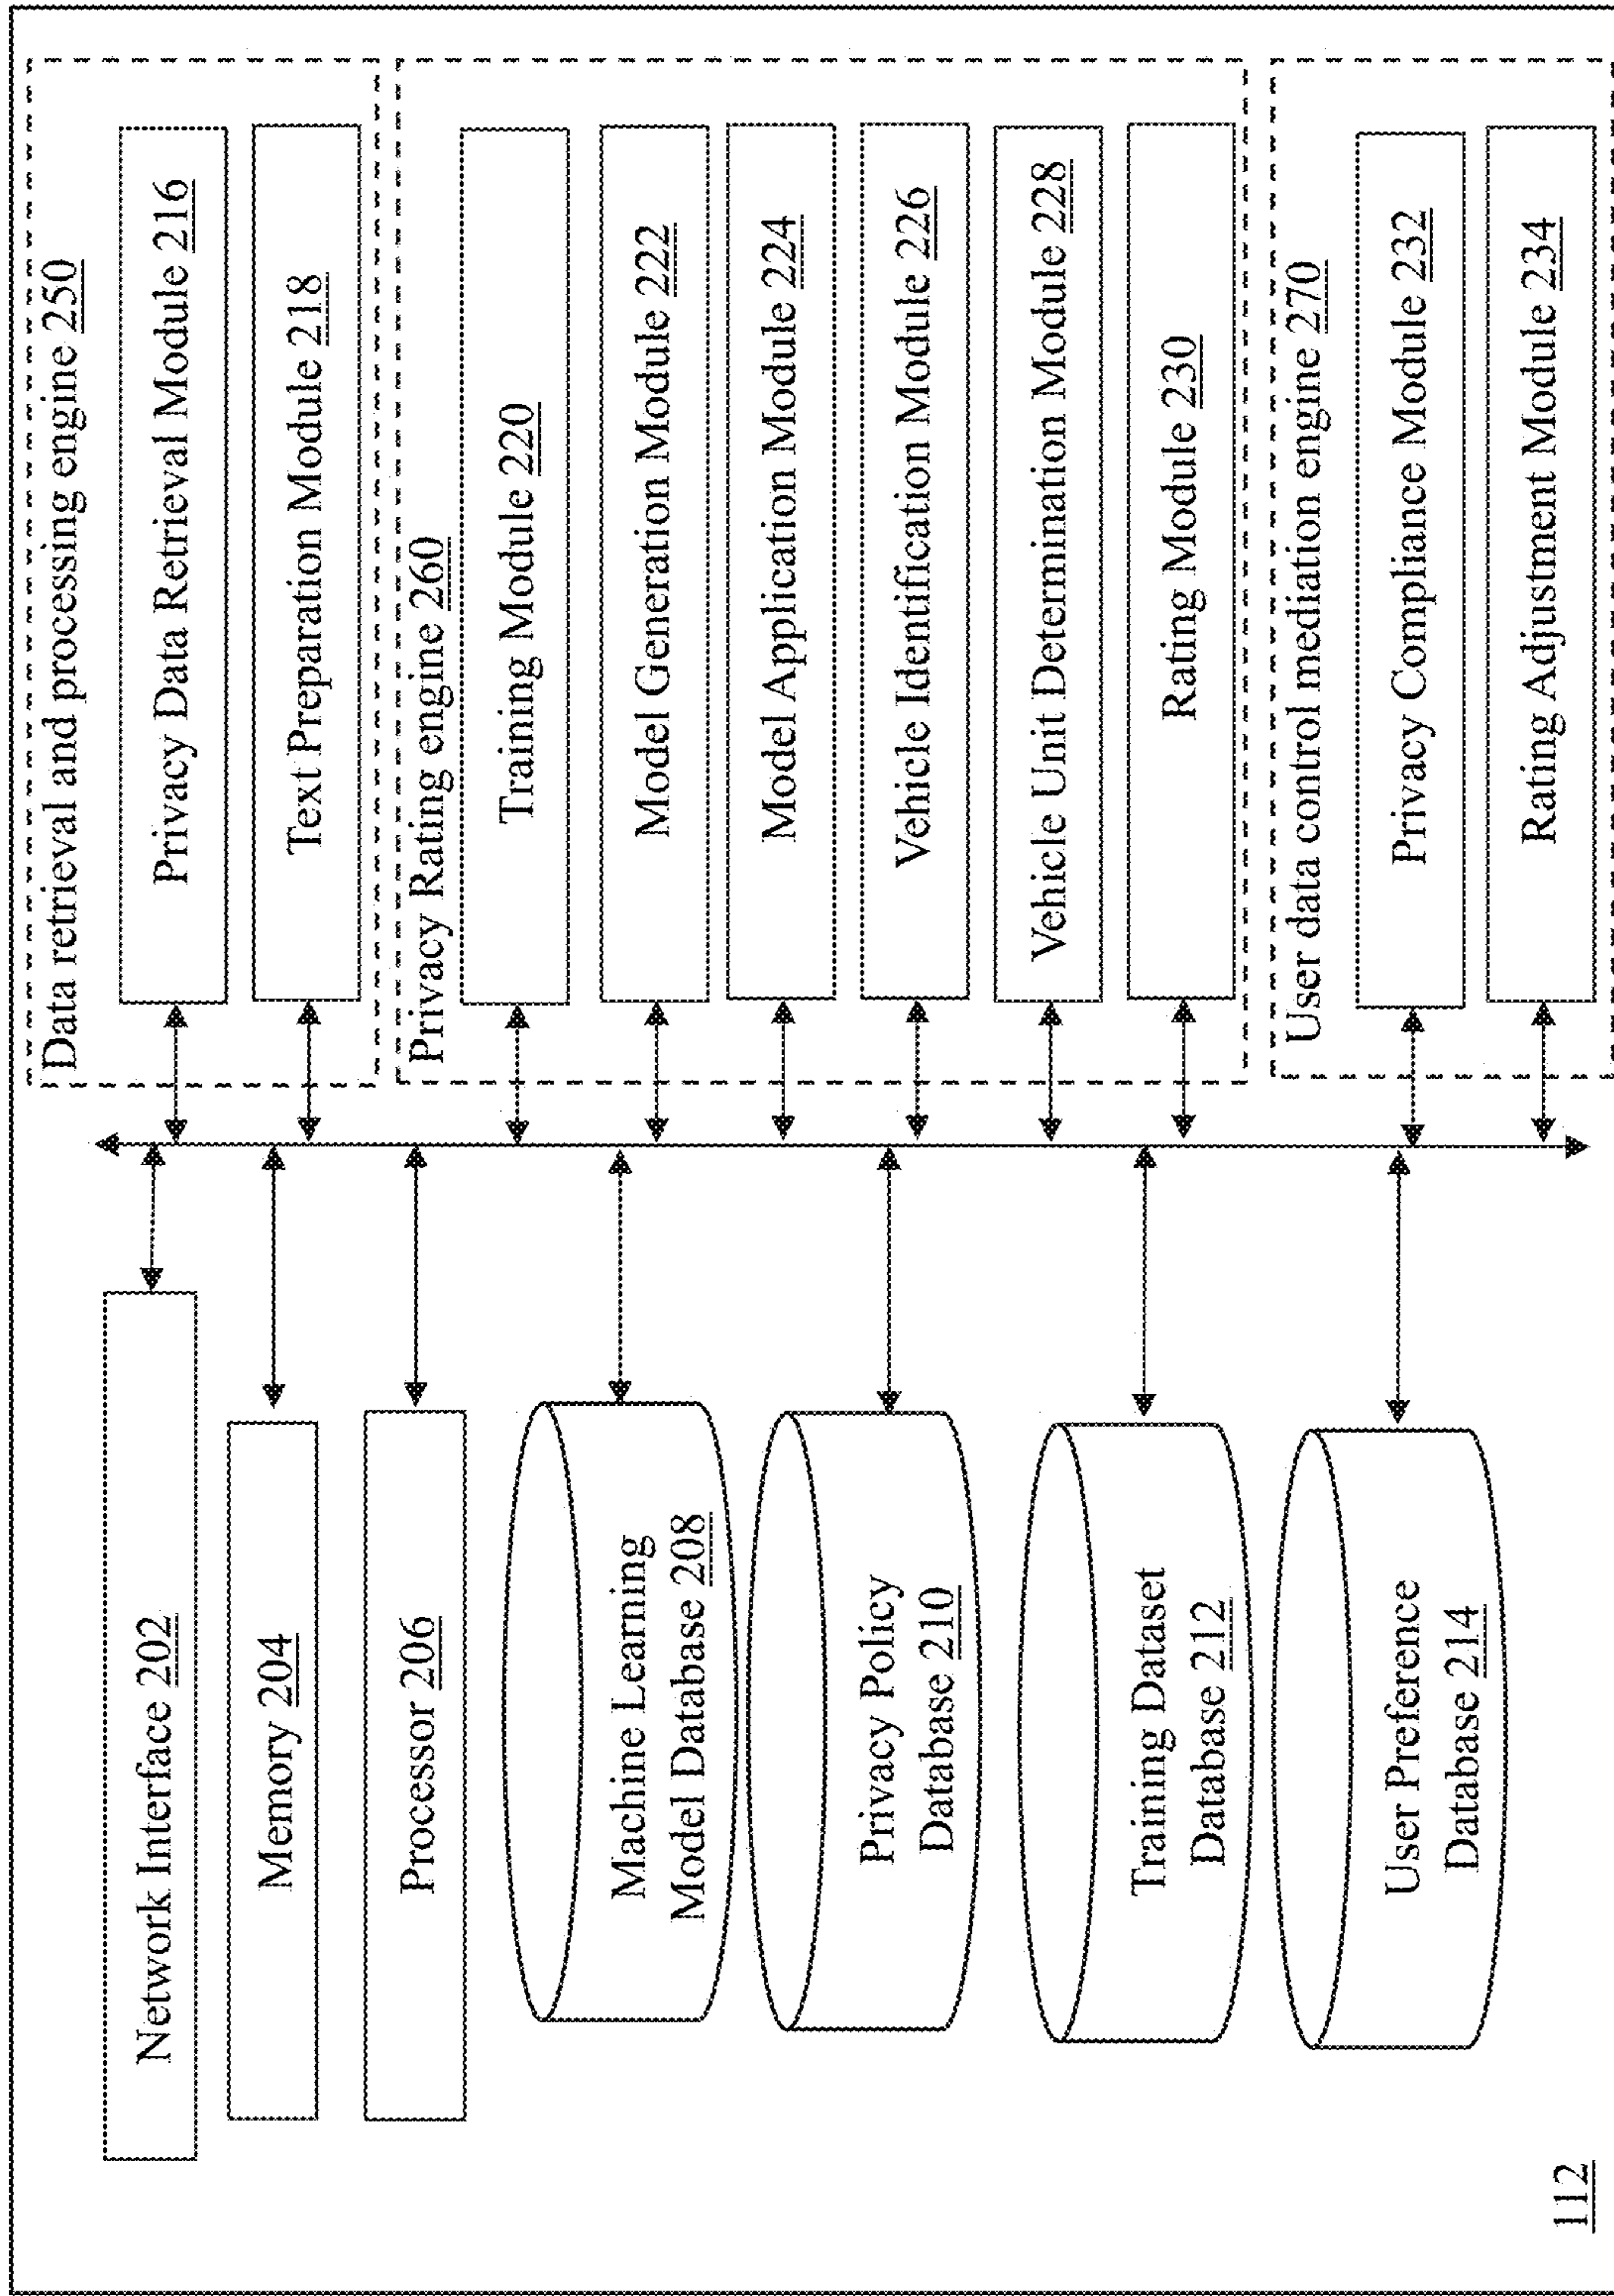 Network Interface 202
Memory 204
Processor 206
Machine Learning
Model Database 208
Privacy Policy
Database 210
Training Dataset
Database 212
User Preference
Database 214
112
Data retrieval and processing engine 250
Privacy Data Retrieval Module 216
Text Preparation Module 218
Privacy Rating engine 260
Training Module 220
Model Generation Module 222
Model Application Module 224
Vehicle Identification Module 226
Vehicle Unit Determination Module 228
Rating Module 230
User data control mediation engine 270
Privacy Compliance Module 232
Rating Adjustment Module 234